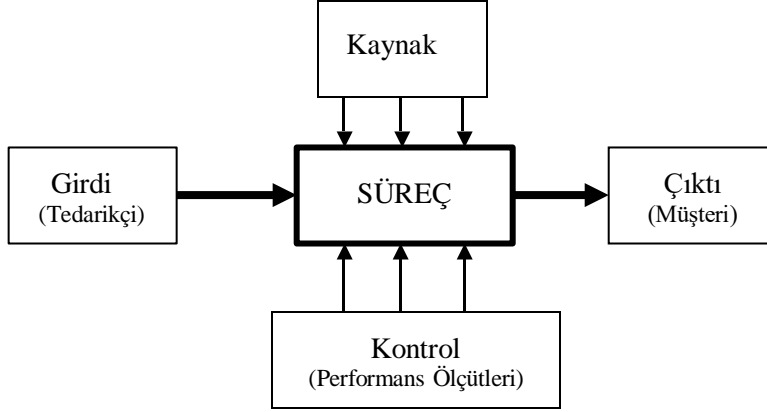 Kaynak
Girdi
(Tedarikçi)
SÜREÇ
Çıktı
(Müşteri)
Kontrol
(Performans Ölçütleri)